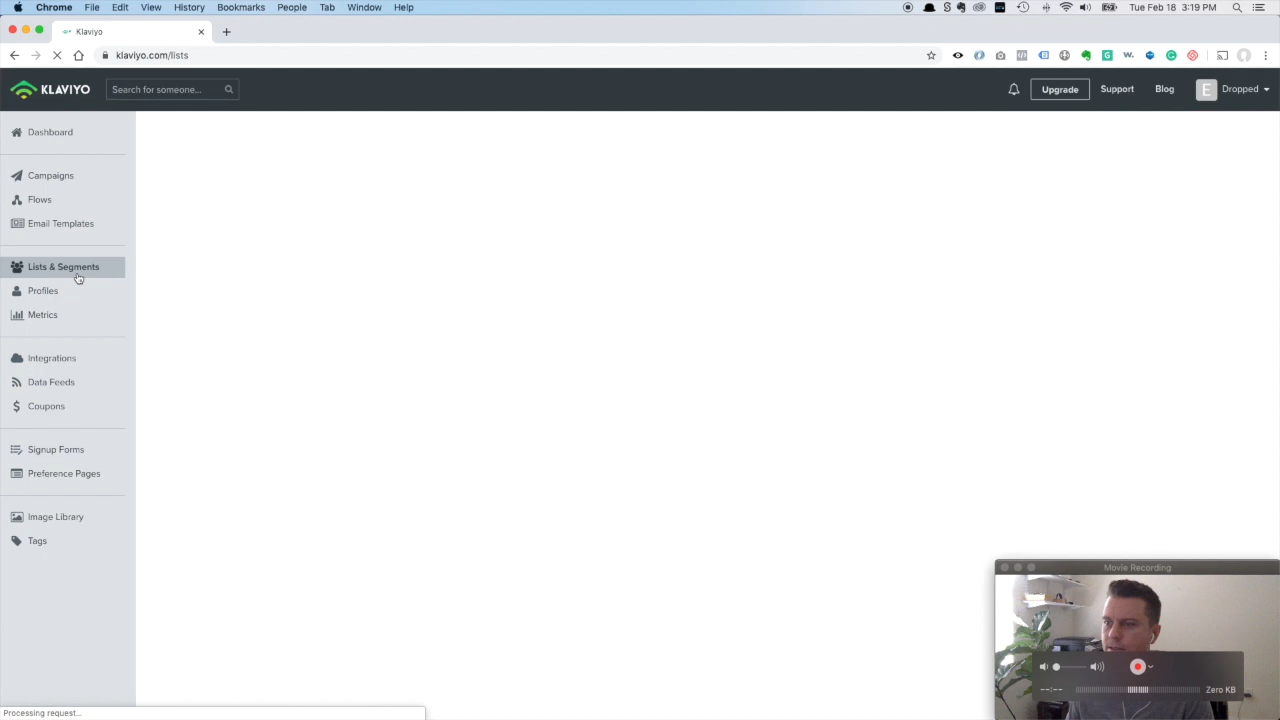 Chrome File Edit View History Bookmarks People Tab Window Help Tue Feb 18 3:19 PM
Klaviyo
klaviyo.com/lists
KLAVIYO Search for someone... Upgrade Support Blog E Dropped
Dashboard
Campaigns
Flows
Email Templates
Lists & Segments
Profiles
Metrics
Integrations
Data Feeds
Coupons
Signup Forms
Preference Pages
Image Library
Tags
Movie Recording
--:-- Zero KB
Processing request...